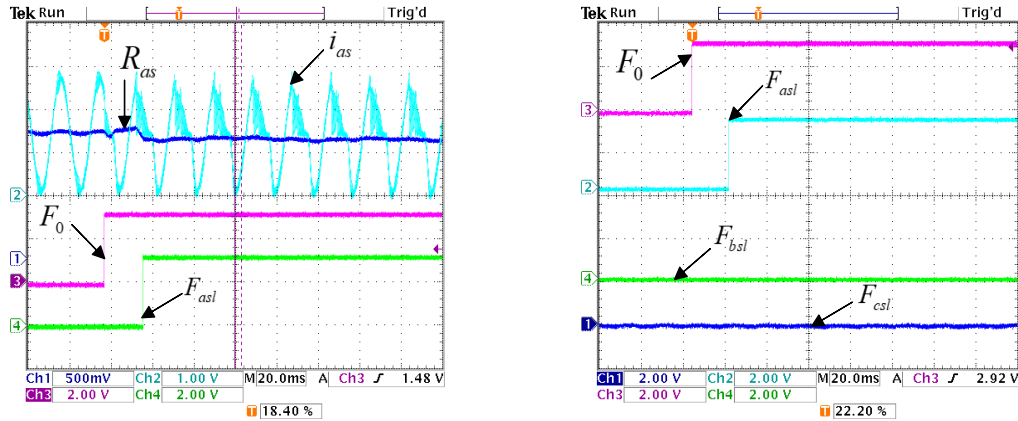 Tek Run Trig'd
T
T
R_as i_as
2
F_0
1
3
F_asl
4
Ch1 500mV Ch2 1.00 V M 20.0ms A Ch3 ƒ 1.48 V
Ch3 2.00 V Ch4 2.00 V
T 18.40 %
Tek Run Trig'd
T
T
F_0
F_asl
3
2
F_bsl
4
F_csl
1
Ch1 2.00 V Ch2 2.00 V M 20.0ms A Ch3 ƒ 2.92 V
Ch3 2.00 V Ch4 2.00 V
T 22.20 %